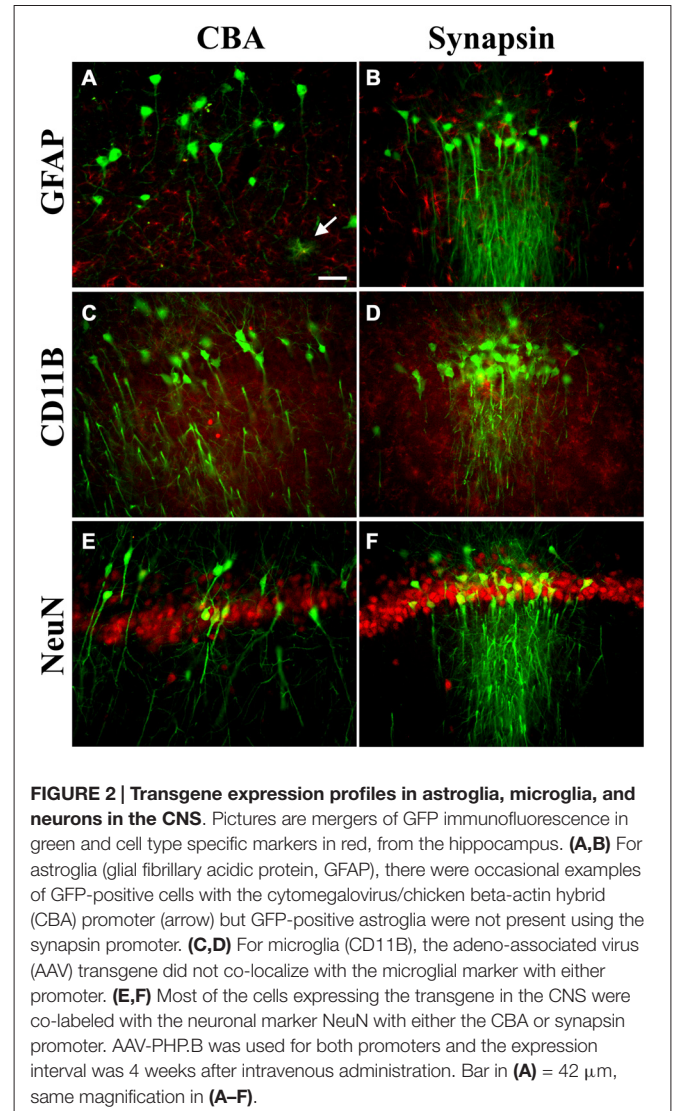 CBA Synapsin
GFAP
A B
CD11B
C D
NeuN
E F
FIGURE 2 | Transgene expression profiles in astroglia, microglia, and
neurons in the CNS. Pictures are mergers of GFP immunofluorescence in
green and cell type specific markers in red, from the hippocampus. (A,B) For
astroglia (glial fibrillary acidic protein, GFAP), there were occasional examples
of GFP-positive cells with the cytomegalovirus/chicken beta-actin hybrid
(CBA) promoter (arrow) but GFP-positive astroglia were not present using the
synapsin promoter. (C,D) For microglia (CD11B), the adeno-associated virus
(AAV) transgene did not co-localize with the microglial marker with either
promoter. (E,F) Most of the cells expressing the transgene in the CNS were
co-labeled with the neuronal marker NeuN with either the CBA or synapsin
promoter. AAV-PHP.B was used for both promoters and the expression
interval was 4 weeks after intravenous administration. Bar in (A) = 42 μm,
same magnification in (A–F).